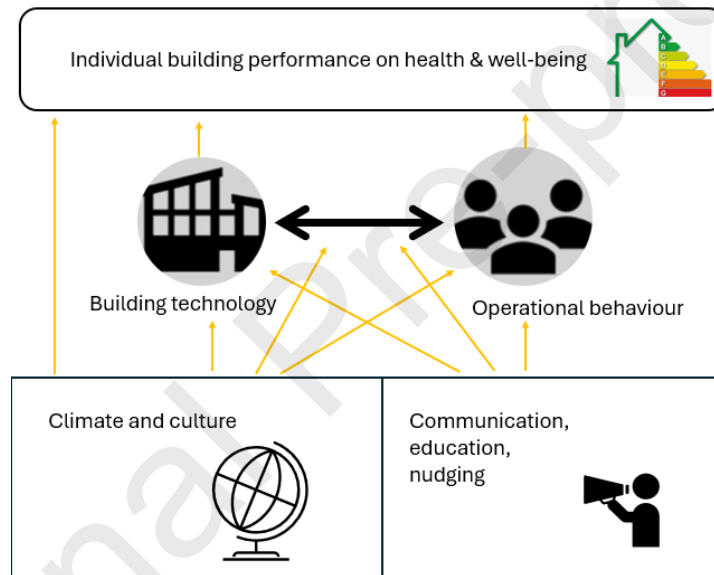 Individual building performance on health & well-being
A
B
C
D
E
F
G
Building technology
Operational behaviour
Climate and culture
Communication,
education,
nudging